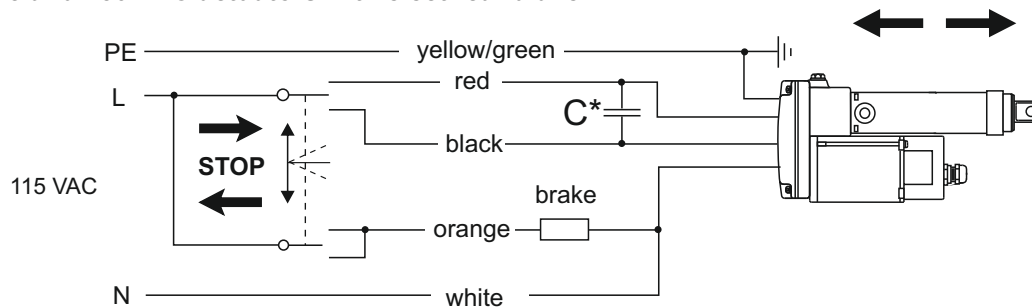 PE
yellow/green
red
L
C*
STOP
black
115 VAC
brake
orange
N
white